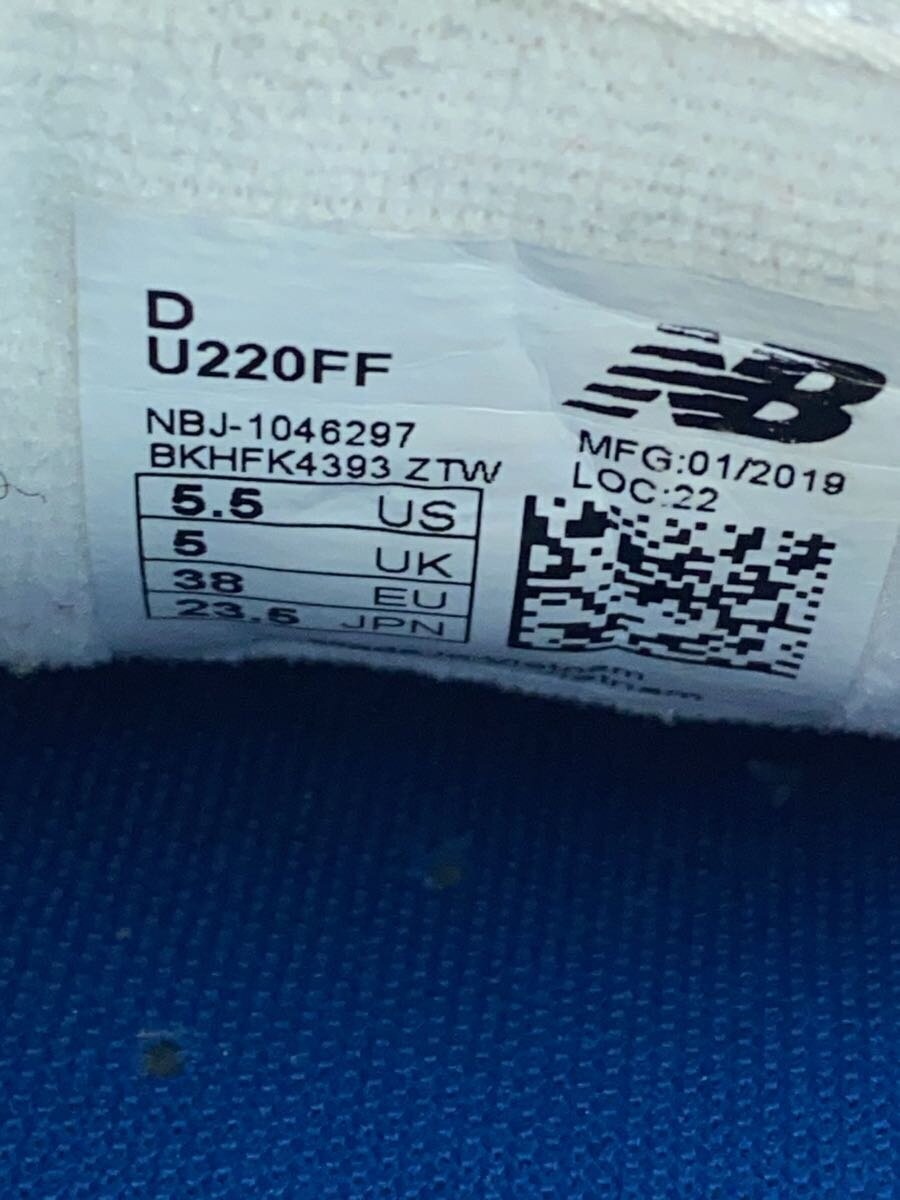 D
U220FF
NBJ-1046297
BKHFK4393 ZTW
5.5 US
5 UK
38 EU
23.5 JPN
NB
MFG:01/2019
LOC:22